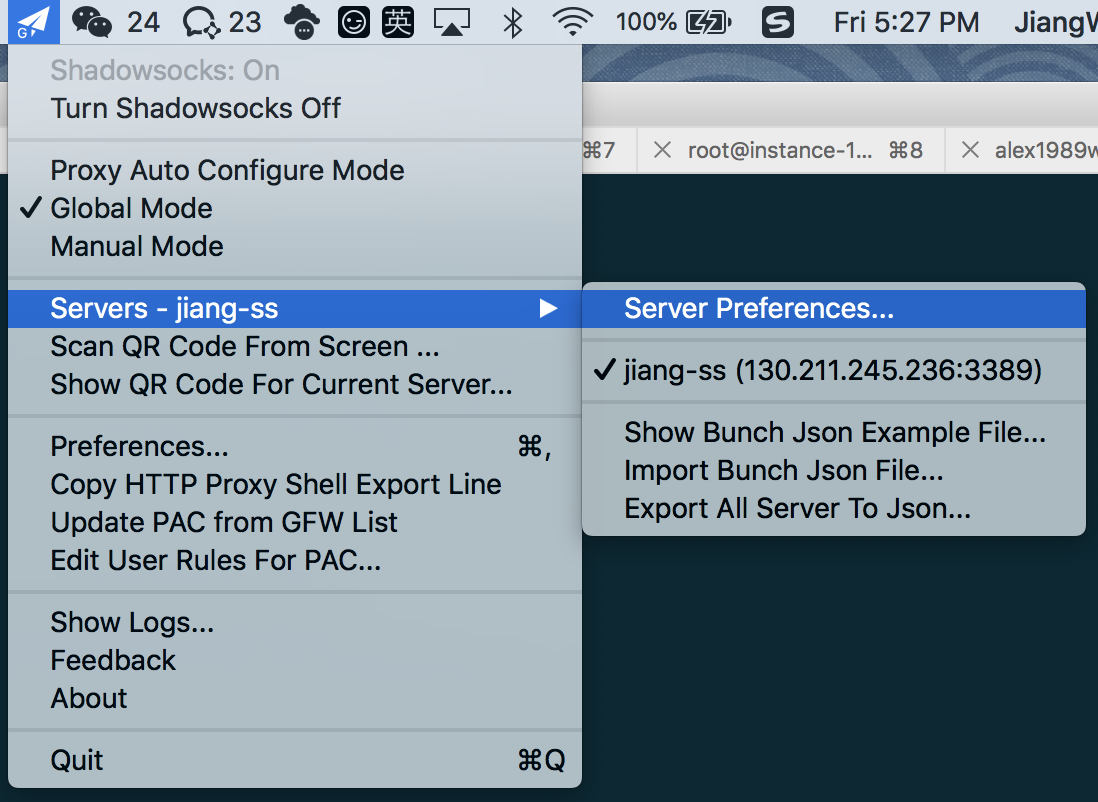 G 24 23 英 100% S Fri 5:27 PM JiangW
Shadowsocks: On
Turn Shadowsocks Off
⌘7 root@instance-1... ⌘8 alex1989w
Proxy Auto Configure Mode
Global Mode
Manual Mode
Servers - jiang-ss
Scan QR Code From Screen ...
Show QR Code For Current Server...
Preferences... ⌘,
Copy HTTP Proxy Shell Export Line
Update PAC from GFW List
Edit User Rules For PAC...
Show Logs...
Feedback
About
Quit ⌘Q
Server Preferences...
jiang-ss (130.211.245.236:3389)
Show Bunch Json Example File...
Import Bunch Json File...
Export All Server To Json...